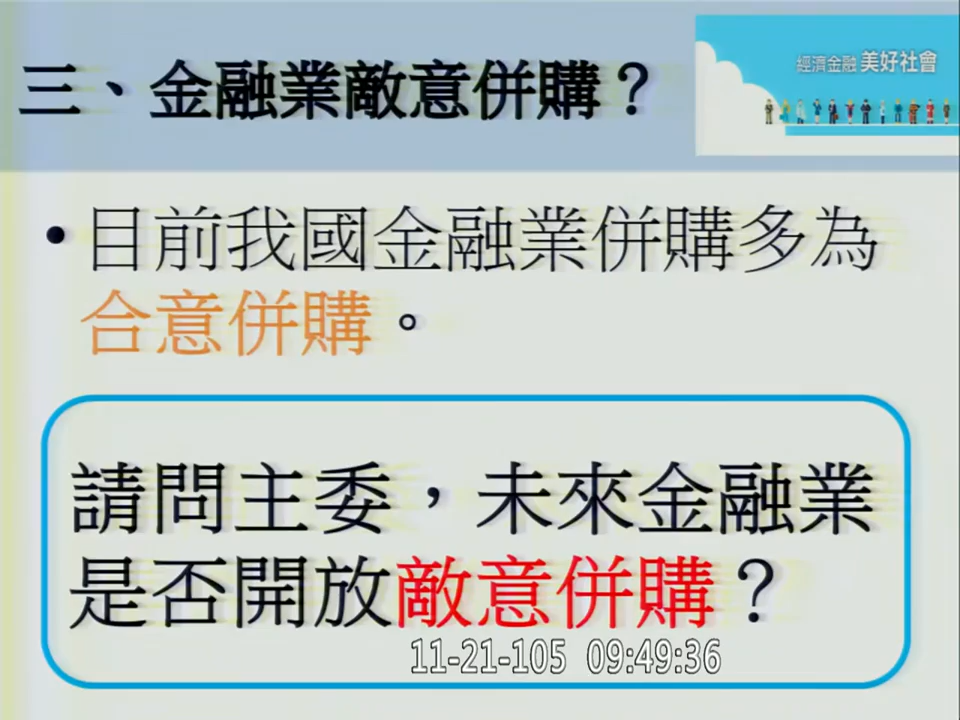 三、金融業敵意併購？
經濟金融 美好社會
•目前我國金融業併購多為
合意併購。
請問主委，未來金融業
是否開放敵意併購？
11-21-105 09:49:36